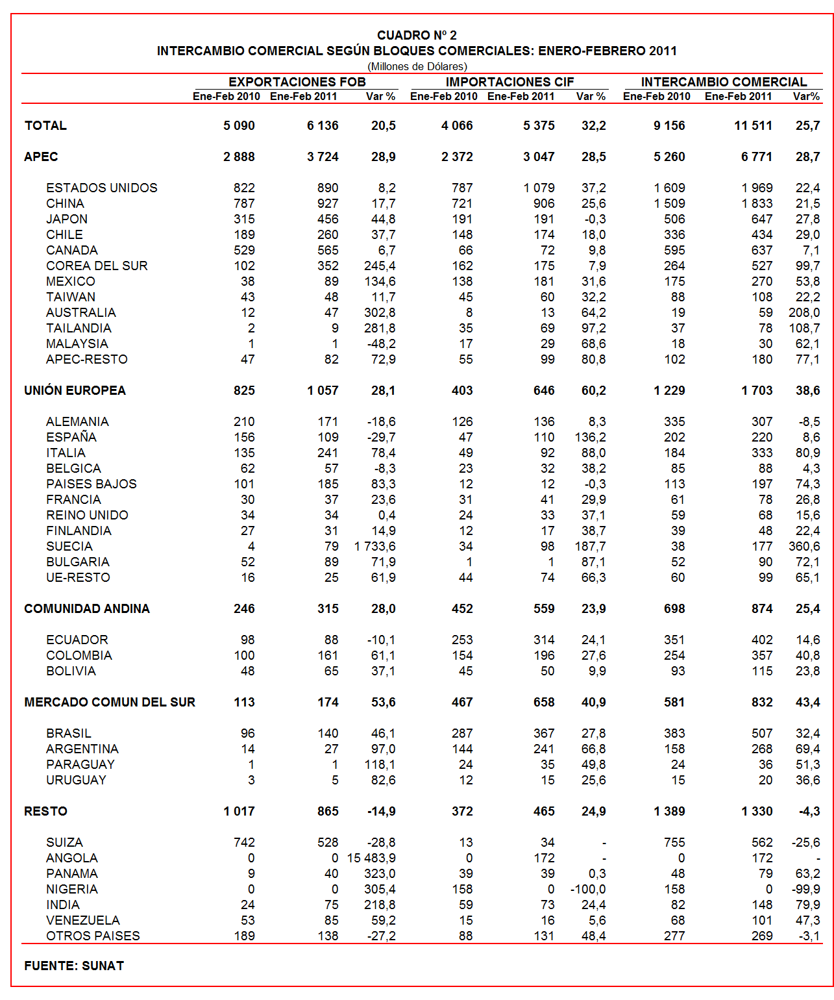 CUADRO Nº 2
INTERCAMBIO COMERCIAL SEGÚN BLOQUES COMERCIALES: ENERO-FEBRERO 2011
(Millones de Dólares)
EXPORTACIONES FOB IMPORTACIONES CIF INTERCAMBIO COMERCIAL
Ene-Feb 2010 Ene-Feb 2011 Var % Ene-Feb 2010 Ene-Feb 2011 Var % Ene-Feb 2010 Ene-Feb 2011 Var%
TOTAL 5 090 6 136 20,5 4 066 5 375 32,2 9 156 11 511 25,7
APEC 2 888 3 724 28,9 2 372 3 047 28,5 5 260 6 771 28,7
ESTADOS UNIDOS 822 890 8,2 787 1 079 37,2 1 609 1 969 22,4
CHINA 787 927 17,7 721 906 25,6 1 509 1 833 21,5
JAPON 315 456 44,8 191 191 -0,3 506 647 27,8
CHILE 189 260 37,7 148 174 18,0 336 434 29,0
CANADA 529 565 6,7 66 72 9,8 595 637 7,1
COREA DEL SUR 102 352 245,4 162 175 7,9 264 527 99,7
MEXICO 38 89 134,6 138 181 31,6 175 270 53,8
TAIWAN 43 48 11,7 45 60 32,2 88 108 22,2
AUSTRALIA 12 47 302,8 8 13 64,2 19 59 208,0
TAILANDIA 2 9 281,8 35 69 97,2 37 78 108,7
MALAYSIA 1 1 -48,2 17 29 68,6 18 30 62,1
APEC-RESTO 47 82 72,9 55 99 80,8 102 180 77,1
UNIÓN EUROPEA 825 1 057 28,1 403 646 60,2 1 229 1 703 38,6
ALEMANIA 210 171 -18,6 126 136 8,3 335 307 -8,5
ESPAÑA 156 109 -29,7 47 110 136,2 202 220 8,6
ITALIA 135 241 78,4 49 92 88,0 184 333 80,9
BELGICA 62 57 -8,3 23 32 38,2 85 88 4,3
PAISES BAJOS 101 185 83,3 12 12 -0,3 113 197 74,3
FRANCIA 30 37 23,6 31 41 29,9 61 78 26,8
REINO UNIDO 34 34 0,4 24 33 37,1 59 68 15,6
FINLANDIA 27 31 14,9 12 17 38,7 39 48 22,4
SUECIA 4 79 1 733,6 34 98 187,7 38 177 360,6
BULGARIA 52 89 71,9 1 1 87,1 52 90 72,1
UE-RESTO 16 25 61,9 44 74 66,3 60 99 65,1
COMUNIDAD ANDINA 246 315 28,0 452 559 23,9 698 874 25,4
ECUADOR 98 88 -10,1 253 314 24,1 351 402 14,6
COLOMBIA 100 161 61,1 154 196 27,6 254 357 40,8
BOLIVIA 48 65 37,1 45 50 9,9 93 115 23,8
MERCADO COMUN DEL SUR 113 174 53,6 467 658 40,9 581 832 43,4
BRASIL 96 140 46,1 287 367 27,8 383 507 32,4
ARGENTINA 14 27 97,0 144 241 66,8 158 268 69,4
PARAGUAY 1 1 118,1 24 35 49,8 24 36 51,3
URUGUAY 3 5 82,6 12 15 25,6 15 20 36,6
RESTO 1 017 865 -14,9 372 465 24,9 1 389 1 330 -4,3
SUIZA 742 528 -28,8 13 34 - 755 562 -25,6
ANGOLA 0 0 15 483,9 0 172 - 0 172 -
PANAMA 9 40 323,0 39 39 0,3 48 79 63,2
NIGERIA 0 0 305,4 158 0 -100,0 158 0 -99,9
INDIA 24 75 218,8 59 73 24,4 82 148 79,9
VENEZUELA 53 85 59,2 15 16 5,6 68 101 47,3
OTROS PAISES 189 138 -27,2 88 131 48,4 277 269 -3,1
FUENTE: SUNAT